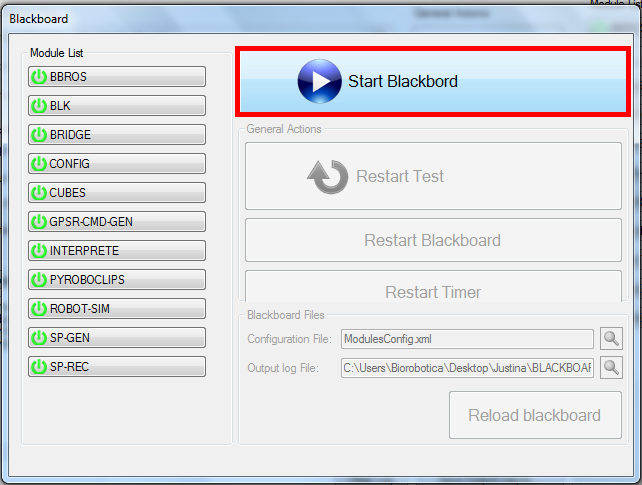 Blackboard
Module List
BBROS
BLK
BRIDGE
CONFIG
CUBES
GPSR-CMD-GEN
INTERPRETE
PYROBOCLIPS
ROBOT-SIM
SP-GEN
SP-REC
Start Blackbord
General Actions
Restart Test
Restart Blackboard
Restart Timer
Blackboard Files
Configuration File:
ModulesConfig.xml
Output log File:
C:\Users\Biorobotica\Desktop\Justina\BLACKBOAR
Reload blackboard